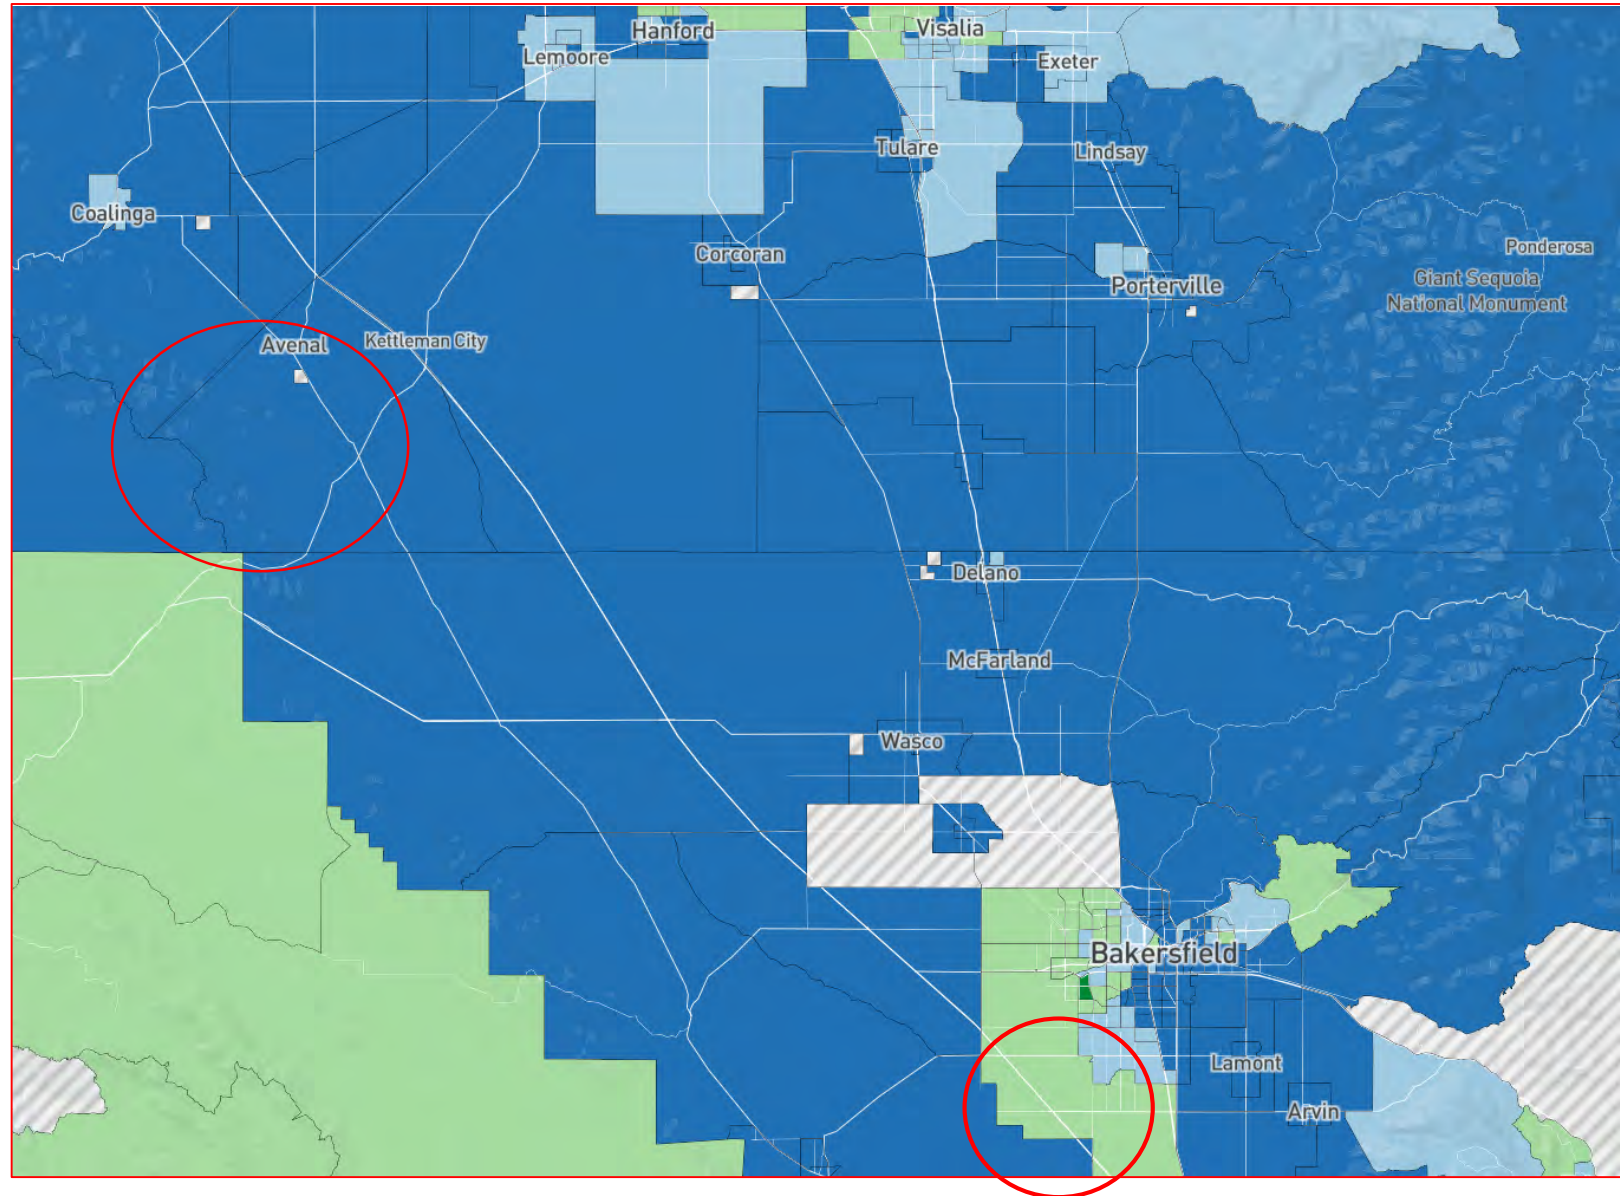 Hanford
Visalia
Lemoore
Exeter
Tulare
Lindsay
Coalinga
Corcoran
Ponderosa
Porterville
Giant Sequoia
National Monument
Avenal
Kettleman City
Delano
McFarland
Wasco
Bakersfield
Lamont
Arvin